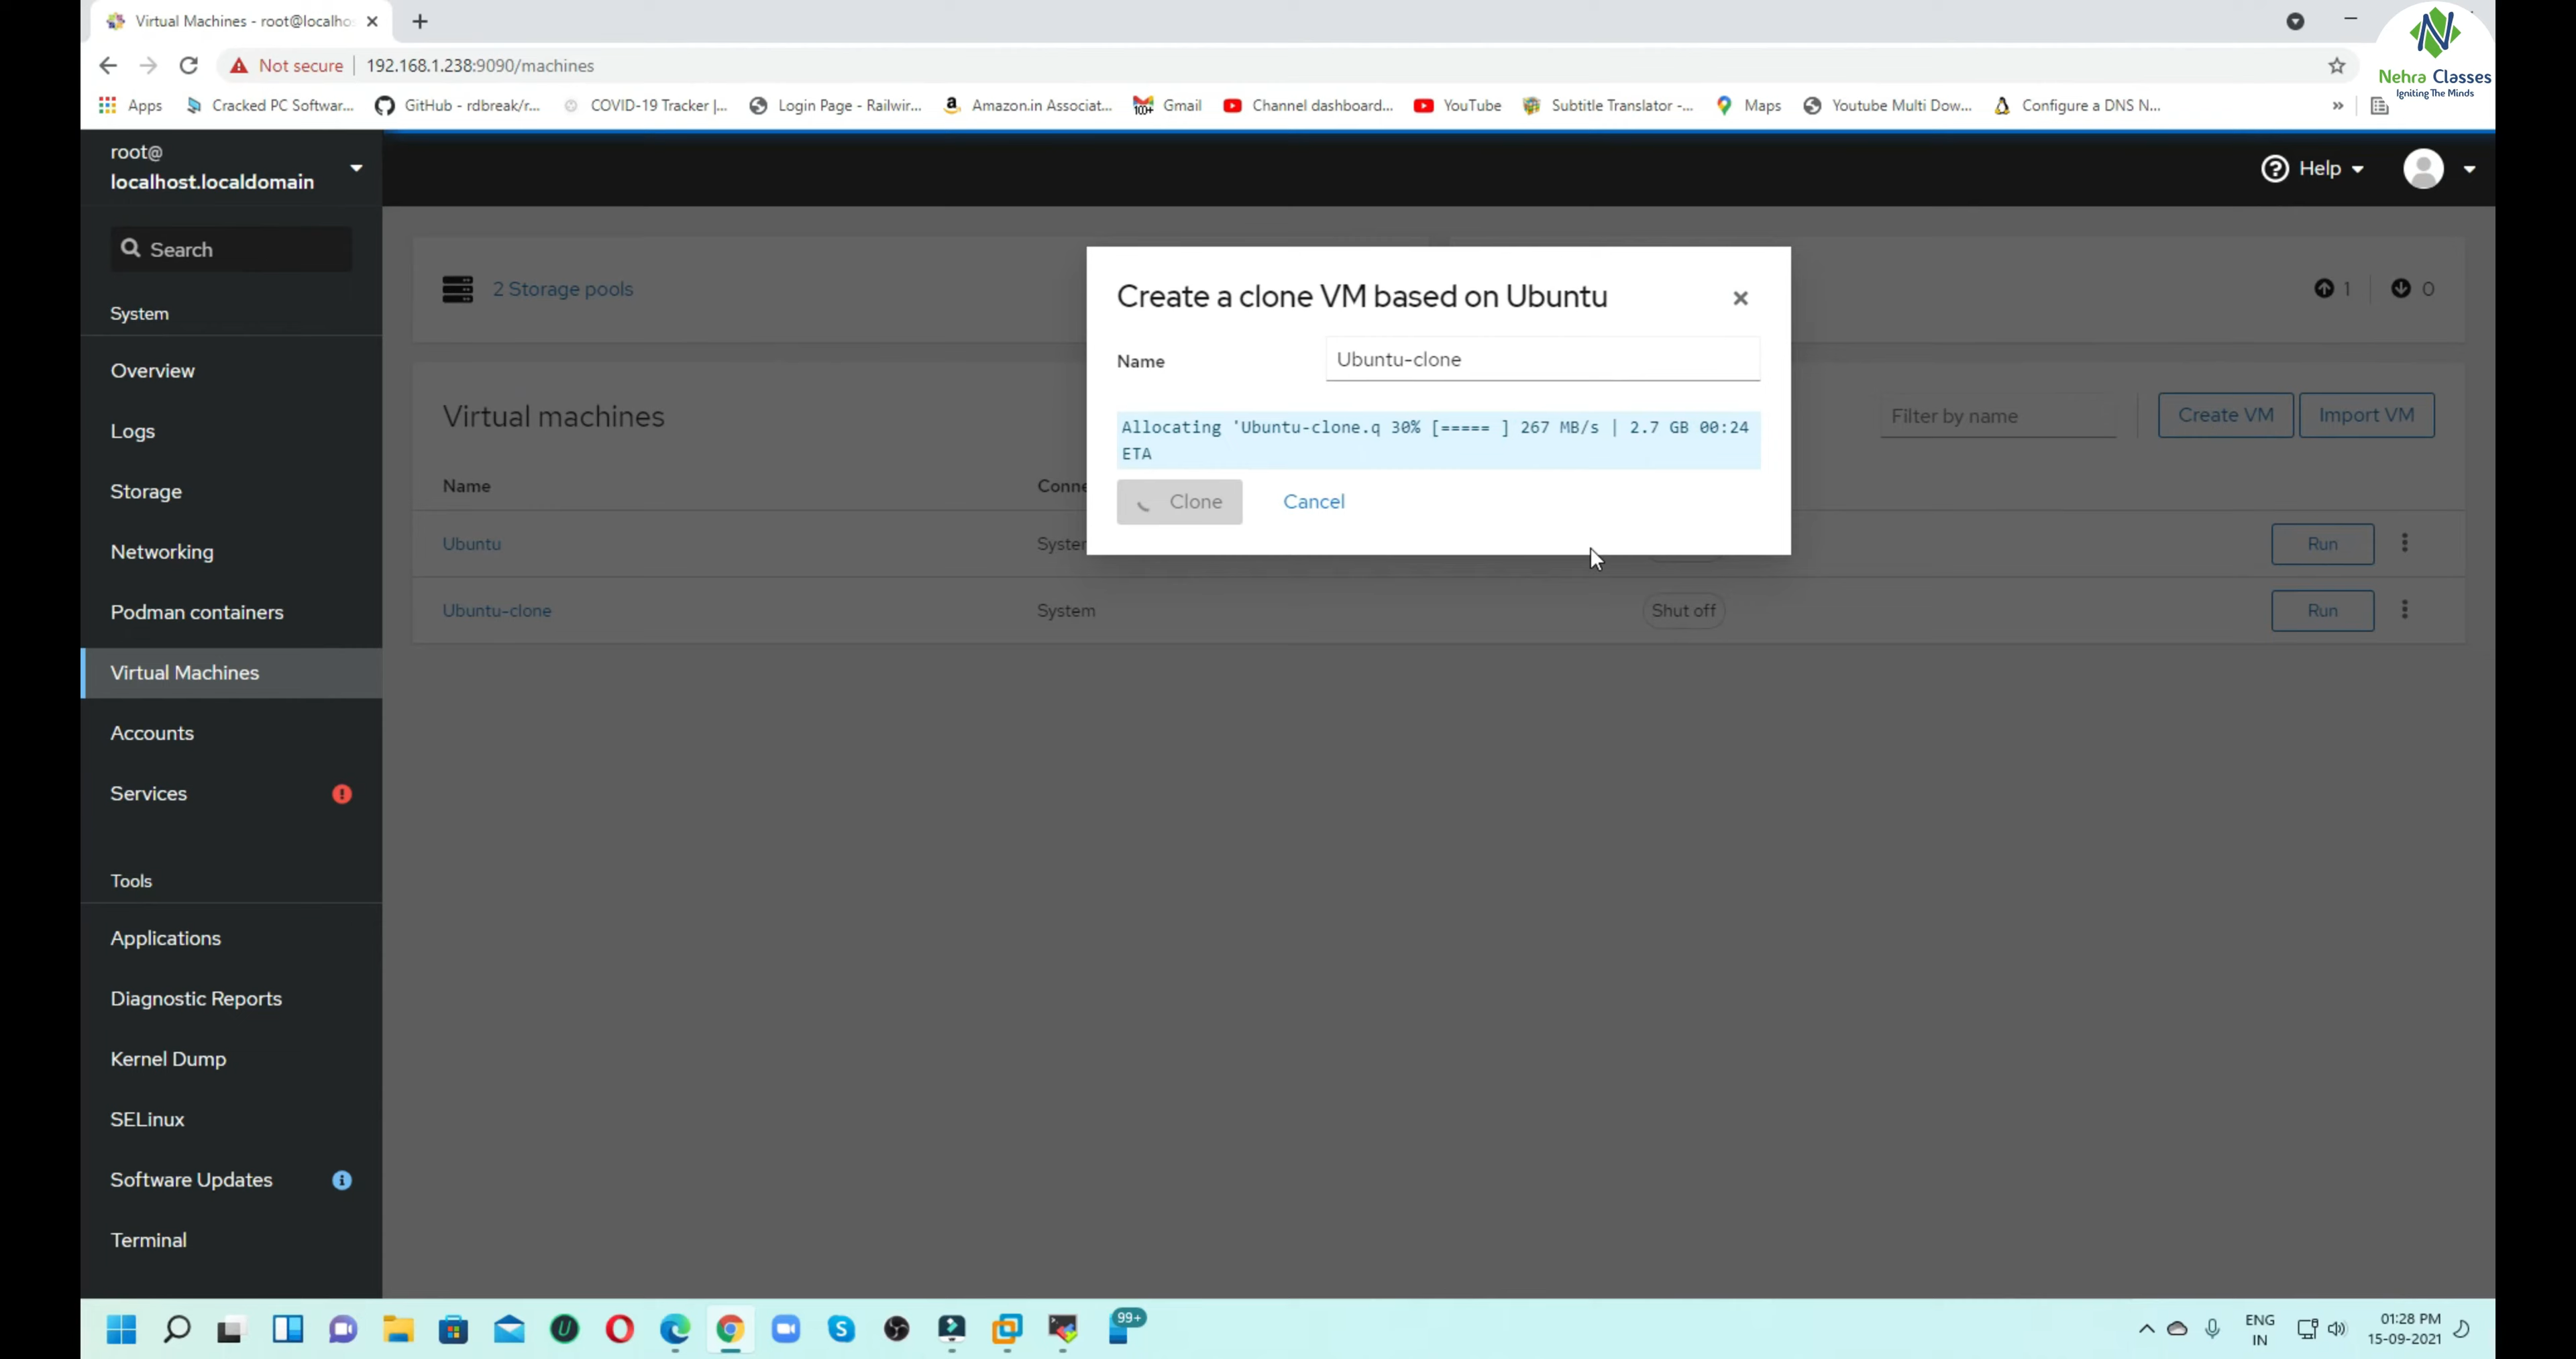 Virtual Machines - root@localho
Nehra Classes
Igniting The Minds
Not secure
192.168.1.238:9090/machines
Apps
Cracked PC Softwar...
GitHub - rdbreak/r...
COVID-19 Tracker |...
Login Page - Railwir...
Amazon.in Associat...
100+
Gmail
Channel dashboard...
YouTube
Subtitle Translator -...
Maps
Youtube Multi Dow...
Configure a DNS N...
»
root@
localhost.localdomain
Help
Search
System
Overview
Logs
Storage
Networking
Podman containers
Virtual Machines
Accounts
Services
Tools
Applications
Diagnostic Reports
Kernel Dump
SELinux
Software Updates
Terminal
2 Storage pools
1
0
Virtual machines
Filter by name
Create VM
Import VM
Name
Conne
Ubuntu
Syster
Run
Ubuntu-clone
System
Shut off
Run
Create a clone VM based on Ubuntu
Name
Ubuntu-clone
Allocating 'Ubuntu-clone.q 30% [===== ] 267 MB/s | 2.7 GB 00:24
ETA
Clone
Cancel
99+
ENG
IN
01:28 PM
15-09-2021